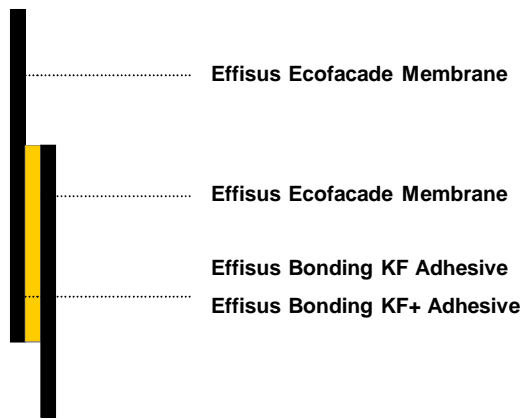 Effisus Ecofacade Membrane
Effisus Ecofacade Membrane
Effisus Bonding KF Adhesive
Effisus Bonding KF+ Adhesive